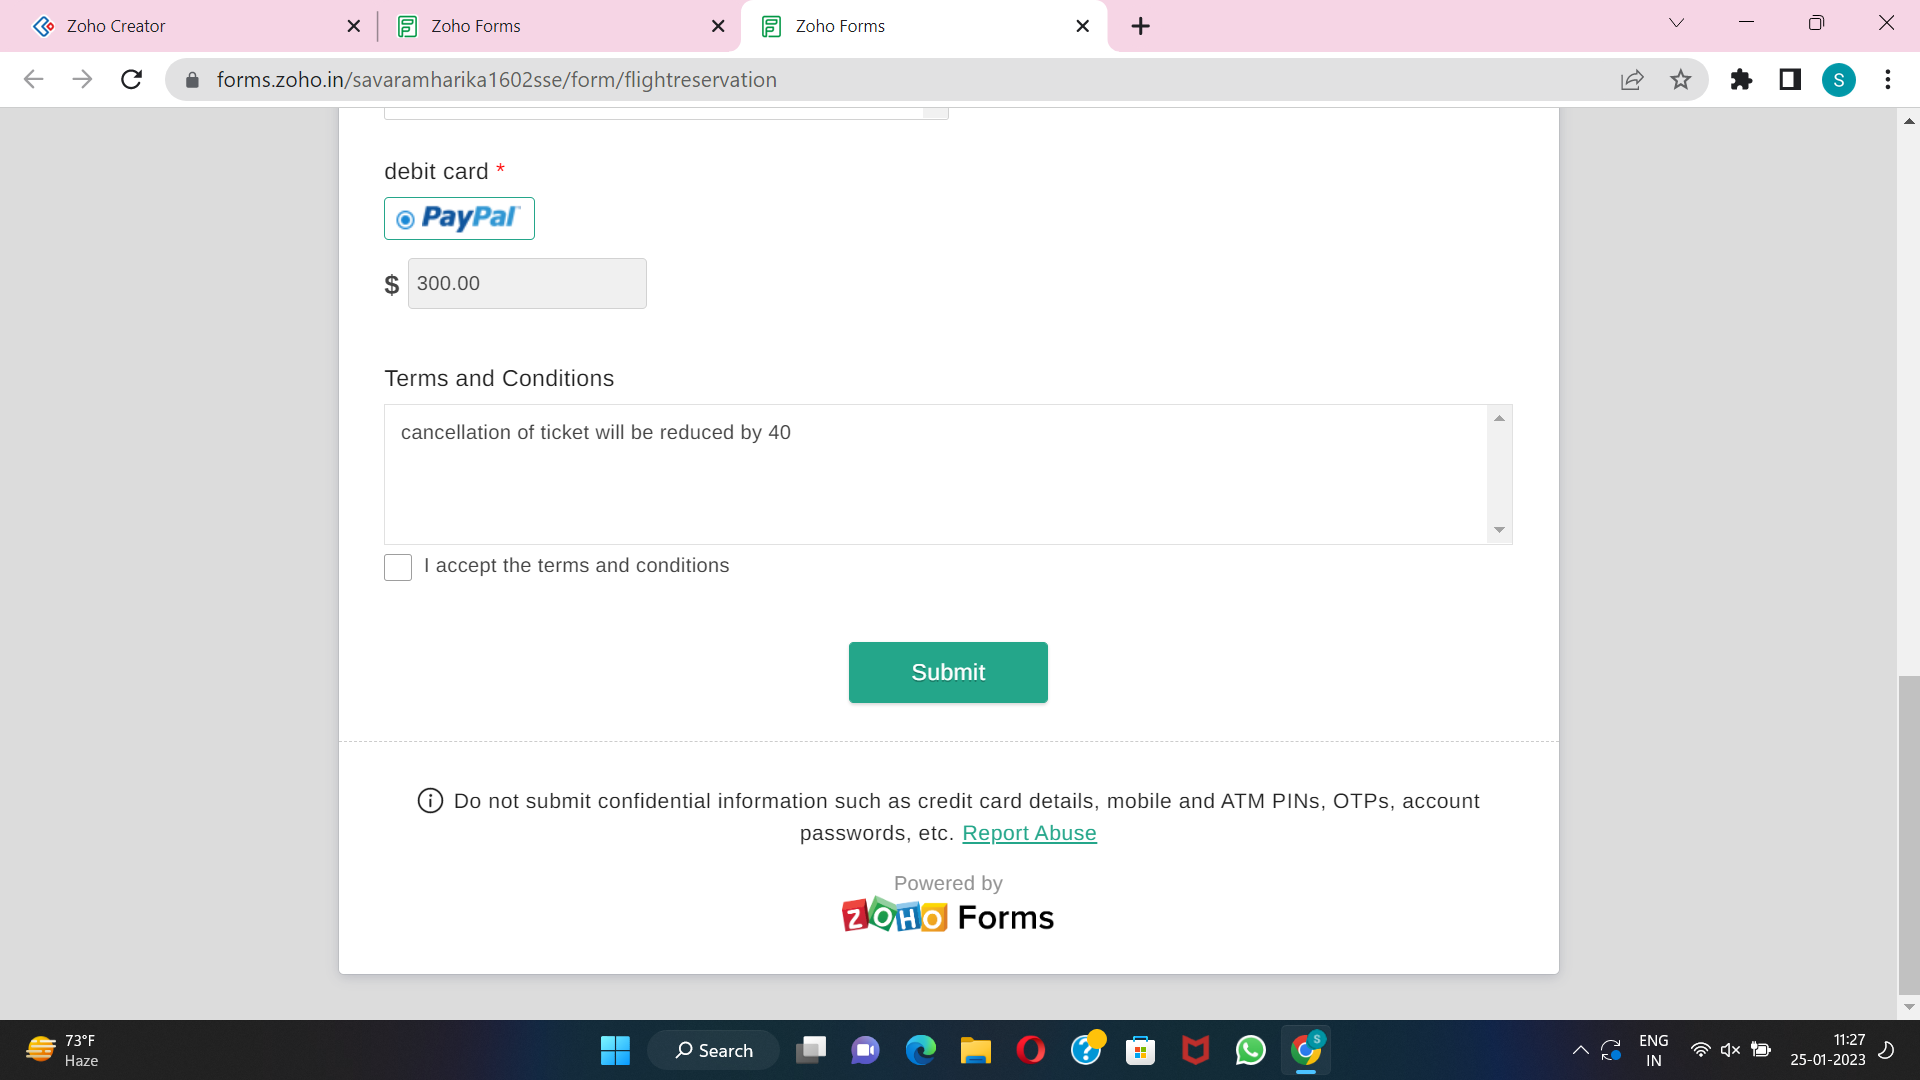 Zoho Creator
Zoho Forms
Zoho Forms
forms.zoho.in/savaramharika1602sse/form/flightreservation
S
debit card *
PayPal
$ 300.00
Terms and Conditions
cancellation of ticket will be reduced by 40
I accept the terms and conditions
Submit
Do not submit confidential information such as credit card details, mobile and ATM PINs, OTPs, account
passwords, etc. Report Abuse
Powered by
ZOHO Forms
73°F
Haze
Search
S
ENG
IN
11:27
25-01-2023